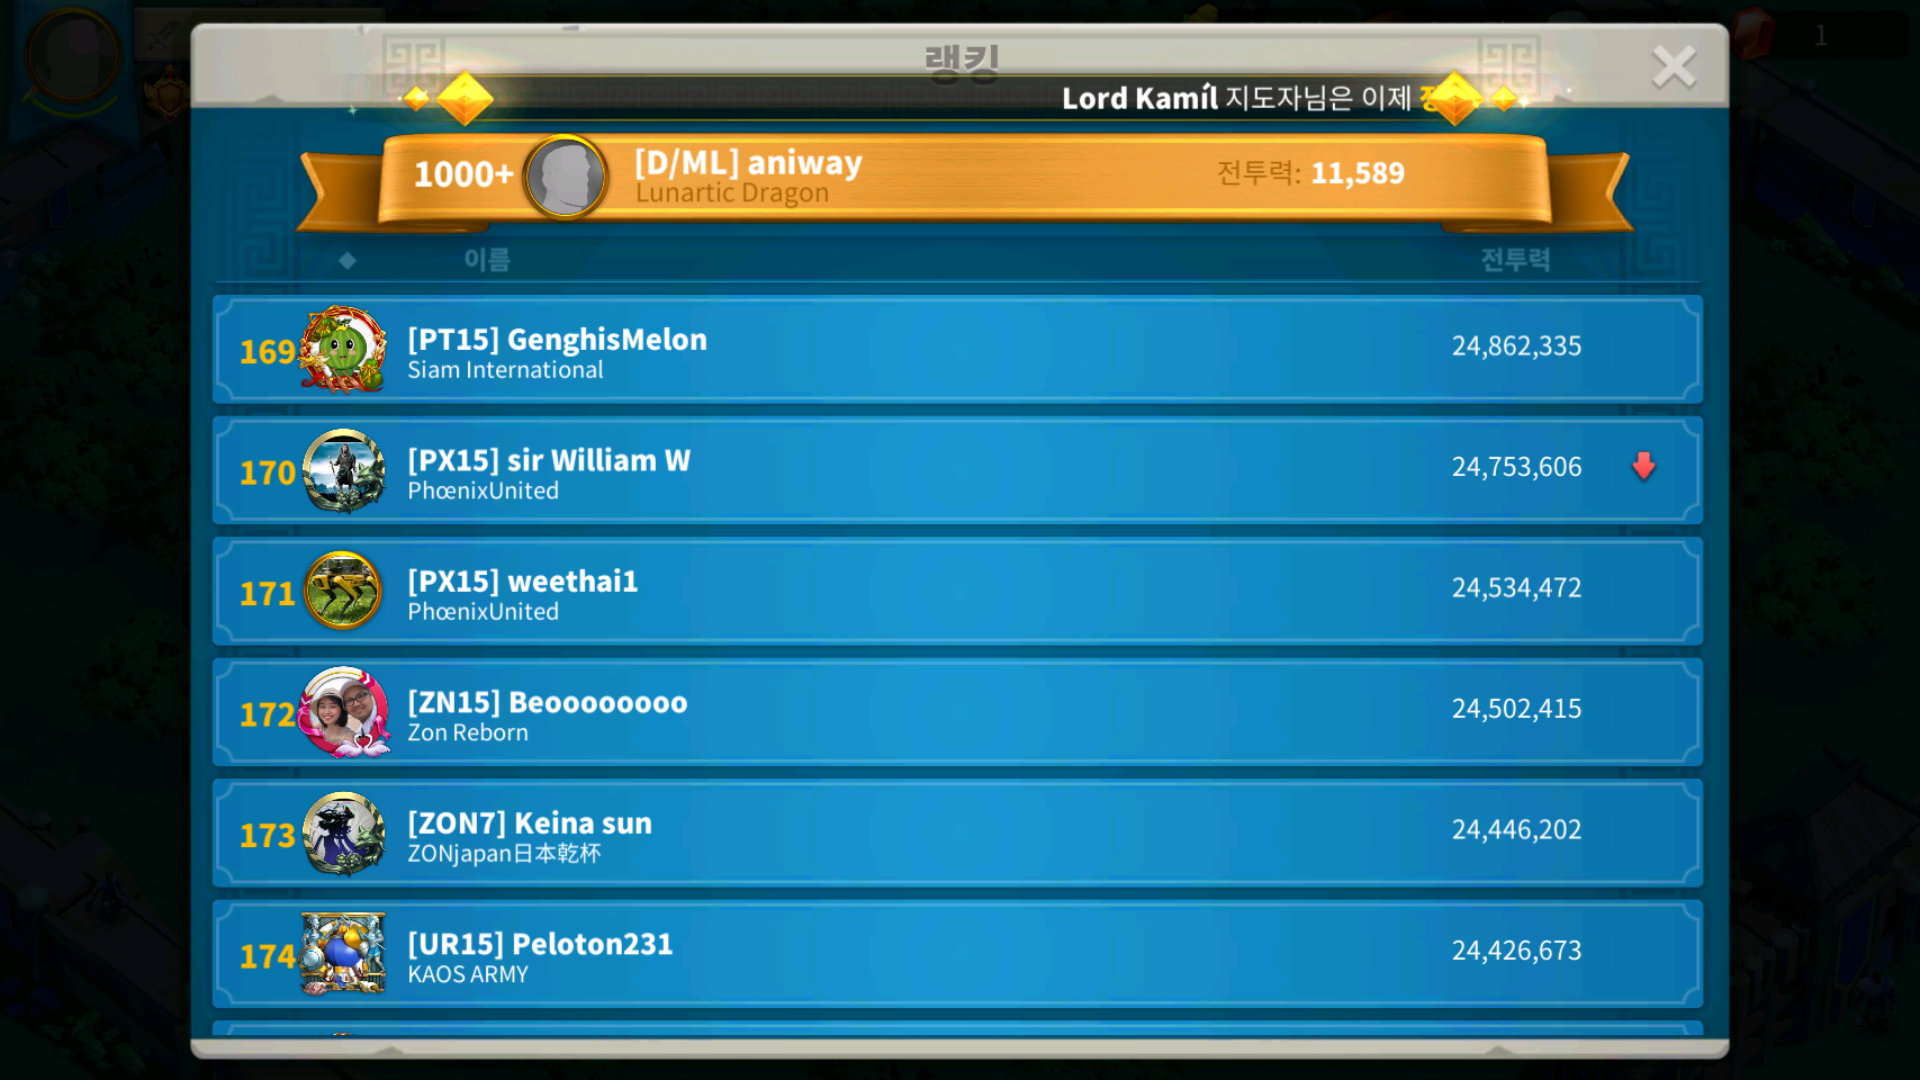 랭킹
1
Lord Kamíl 지도자님은 이제
1000+
[D/ML] aniway
Lunartic Dragon
전투력: 11,589
이름
전투력
169
[PT15] GenghisMelon
Siam International
24,862,335
170
[PX15] sir William W
PhœnixUnited
24,753,606
171
[PX15] weethai1
PhœnixUnited
24,534,472
172
[ZN15] Beoooooooo
Zon Reborn
24,502,415
173
[ZON7] Keina sun
ZONjapan日本乾杯
24,446,202
174
[UR15] Peloton231
KAOS ARMY
24,426,673